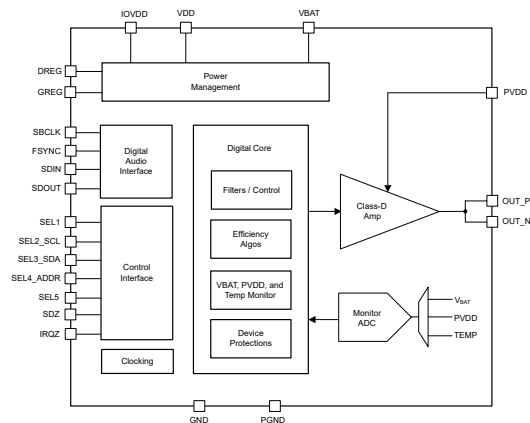 IOVDD
VDD
VBAT
DREG
GREG
Power
Management
PVDD
SBCLK
FSYNC
SDIN
SDOUT
Digital
Audio
Interface
Digital Core
Filters / Control
Efficiency
Algos
VBAT, PVDD, and
Temp Monitor
Device
Protections
Class-D
Amp
OUT_P
OUT_N
SEL1
SEL2_SCL
SEL3_SDA
SEL4_ADDR
SEL5
SDZ
IRQZ
Control
Interface
Clocking
Monitor
ADC
VBAT
PVDD
TEMP
GND
PGND